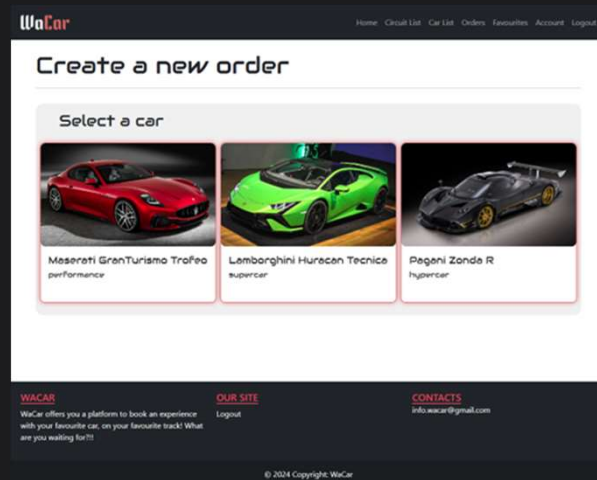 WaCar
Home Circuit List Car List Orders Favourites Account Logout
Create a new order
Select a car
Maserati GranTurismo Trofeo
performance
Lamborghini Huracan Tecnica
supercar
Pagani Zonda R
hypercar
WACAR
WaCar offers you a platform to book an experience
with your favourite car, on your favourite track! What
are you waiting for?!!
OUR SITE
Logout
CONTACTS
info.wacar@gmail.com
© 2024 Copyright: WaCar